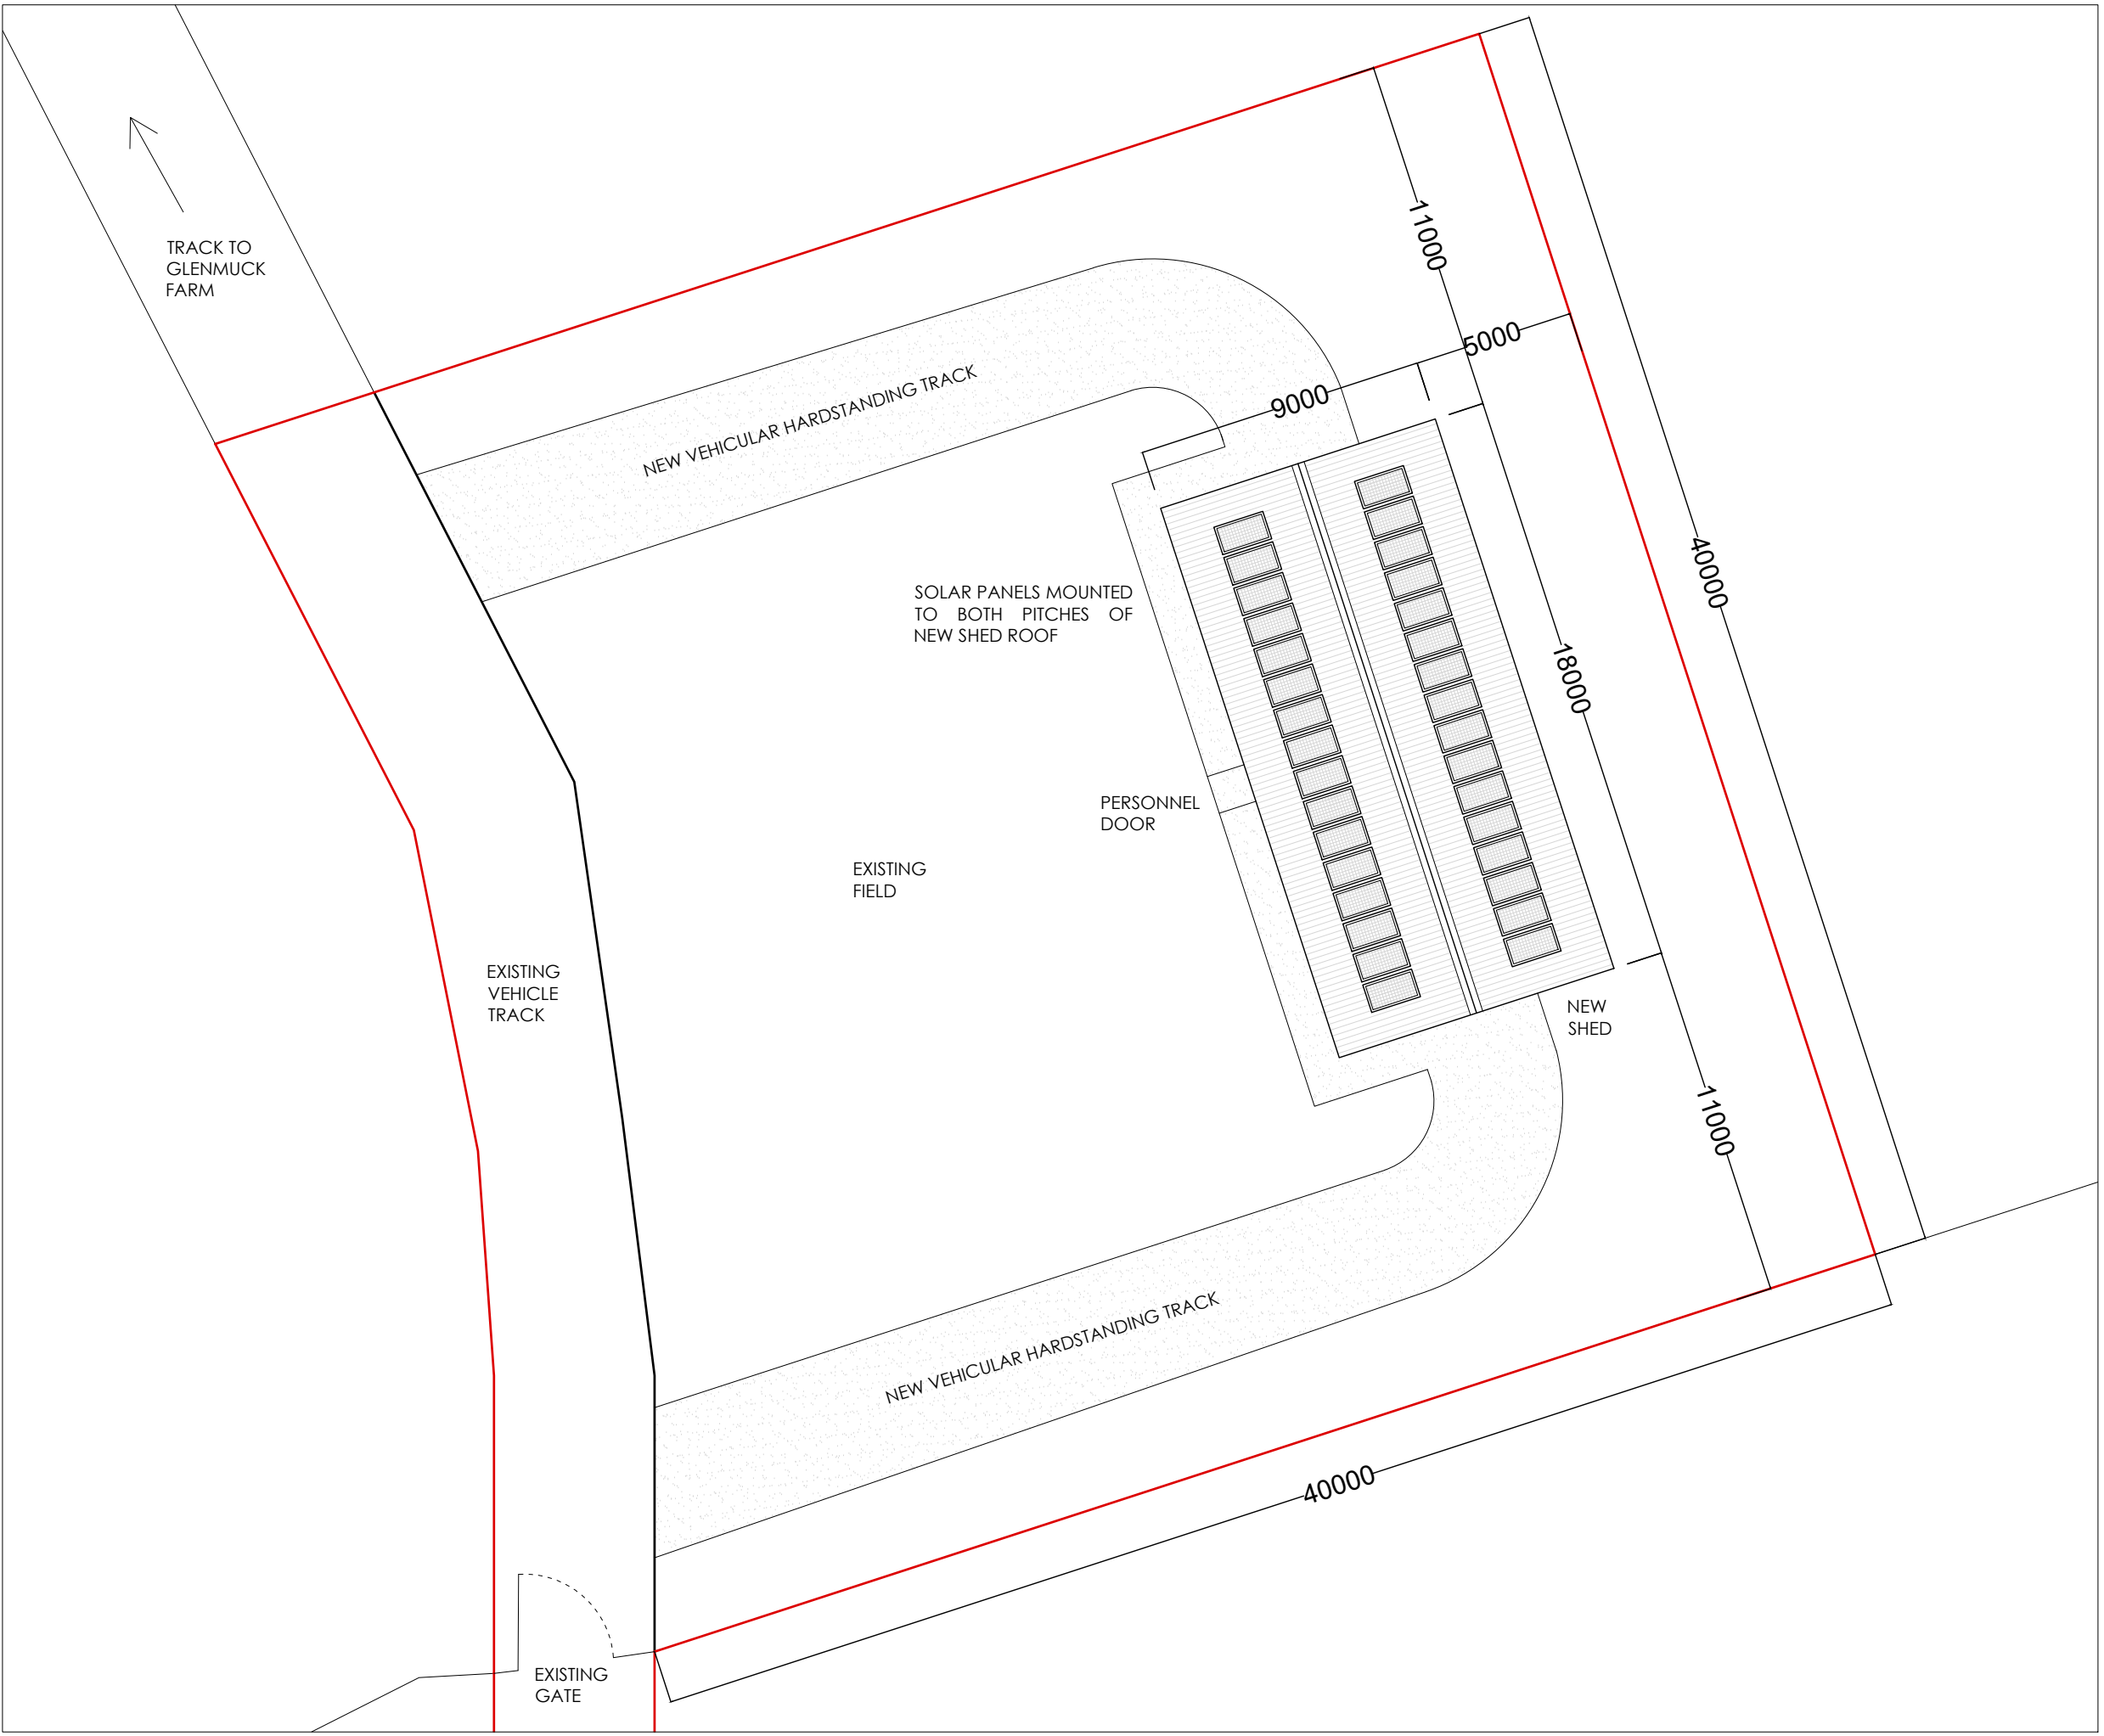 TRACK TO
GLENMUCK
FARM
11000
5000
9000
NEW VEHICULAR HARDSTANDING TRACK
40000
SOLAR PANELS MOUNTED
TO BOTH PITCHES OF
NEW SHED ROOF
18000
PERSONNEL
DOOR
EXISTING
FIELD
EXISTING
VEHICLE
TRACK
NEW
SHED
11000
NEW VEHICULAR HARDSTANDING TRACK
40000
EXISTING
GATE